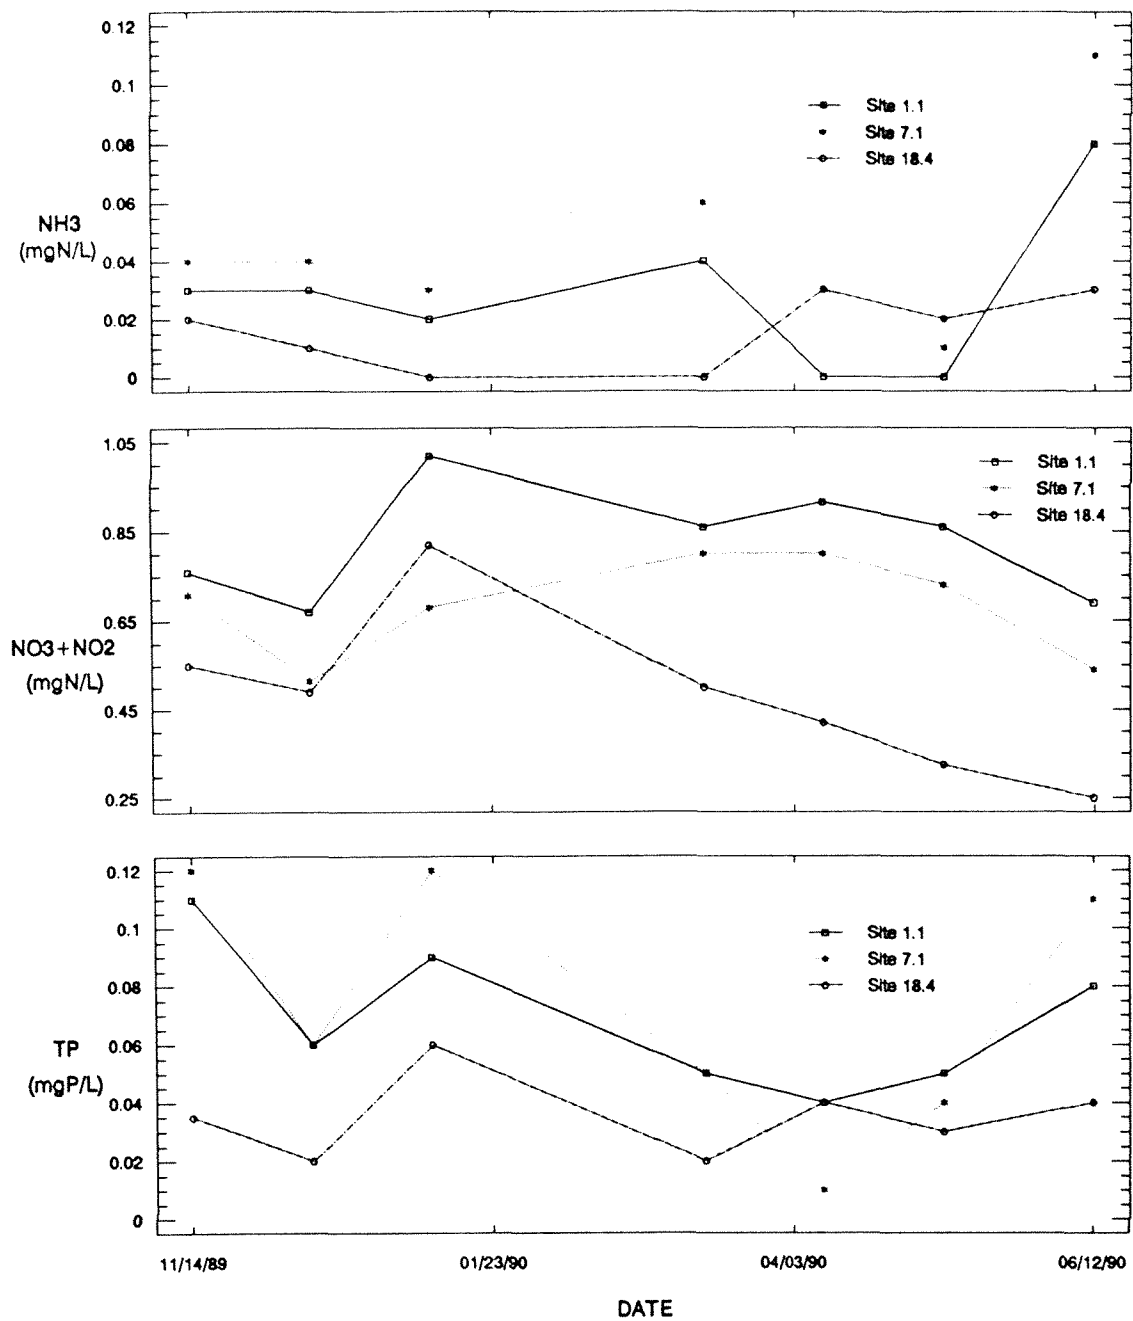 0.12
0.1
0.08
0.06
0.04
0.02
0
NH3
(mgN/L)
Site 1.1
Site 7.1
Site 18.4
1.05
0.85
0.65
0.45
0.25
NO3+NO2
(mgN/L)
Site 1.1
Site 7.1
Site 18.4
0.12
0.1
0.08
0.06
0.04
0.02
0
TP
(mgP/L)
Site 1.1
Site 7.1
Site 18.4
11/14/89 01/23/90 04/03/90 06/12/90
DATE